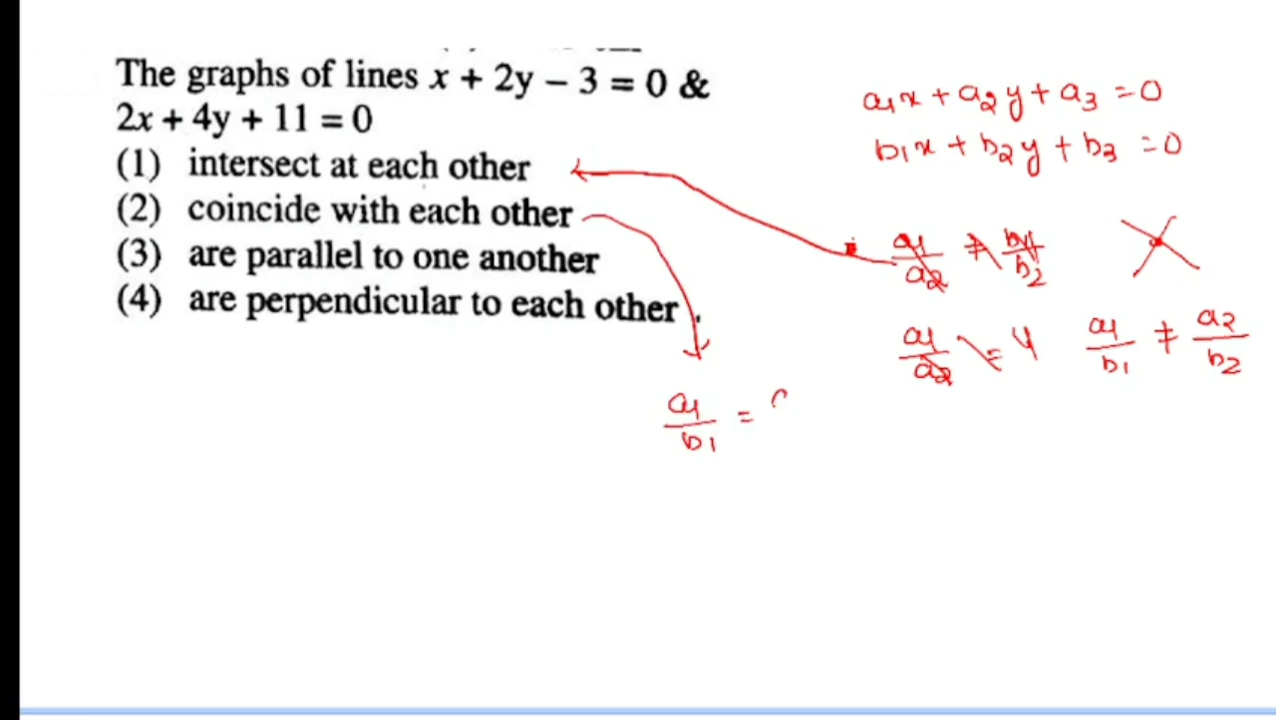 The graphs of lines x + 2y – 3 = 0 &
2x + 4y + 11 = 0
(1) intersect at each other
(2) coincide with each other
(3) are parallel to one another
(4) are perpendicular to each other .
a1x + a2y + a3 = 0
b1x + b2y + b3 = 0
a1/a2 ≠ b1/b2
a1/a2 = 4
a1/b1 ≠ a2/b2
a1/b1 =